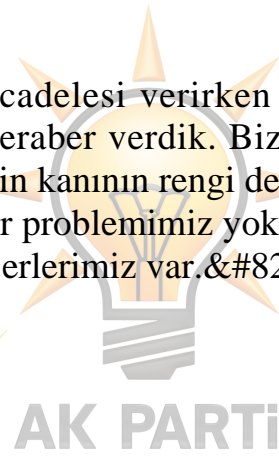 cadelesi verirken
eraber verdik. Biz
in kanının rengi de
r problemimiz yok
erlerimiz var.&#82
AK PARTi